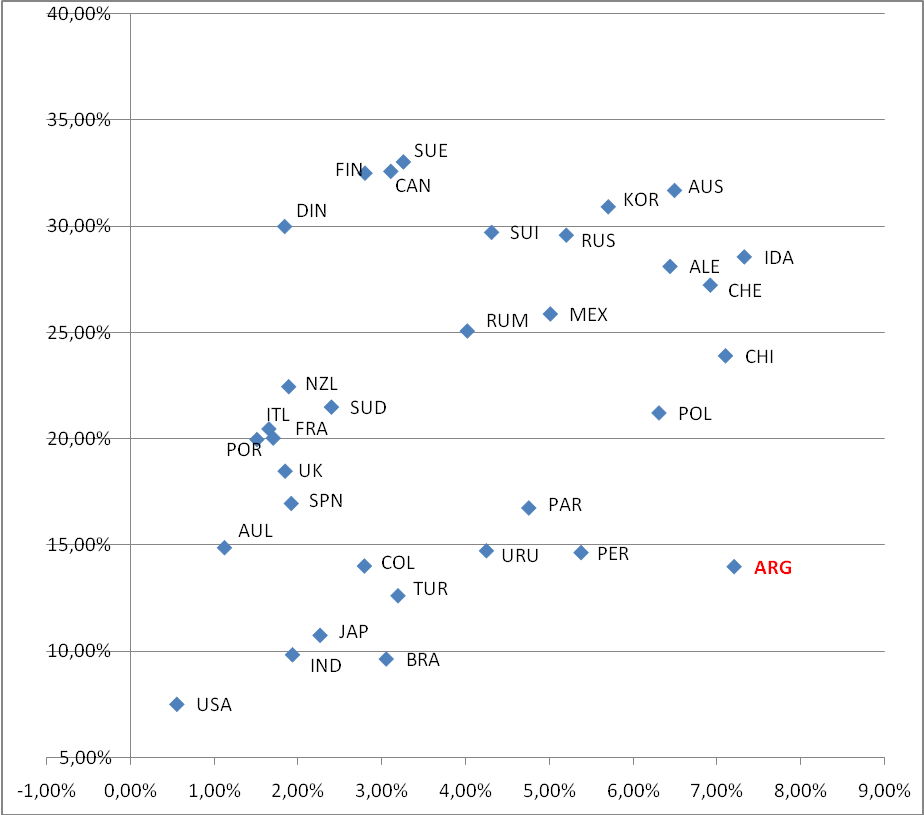 40,00%
35,00%
SUE
FIN
CAN
AUS
KOR
DIN
30,00%
SUI
RUS
IDA
ALE
CHE
MEX
RUM
25,00%
CHI
NZL
SUD
ITL
POL
FRA
20,00%
POR
UK
SPN
PAR
AUL
15,00%
URU
PER
COL
ARG
TUR
JAP
10,00%
IND
BRA
USA
5,00%
-1,00% 0,00% 1,00% 2,00% 3,00% 4,00% 5,00% 6,00% 7,00% 8,00% 9,00%